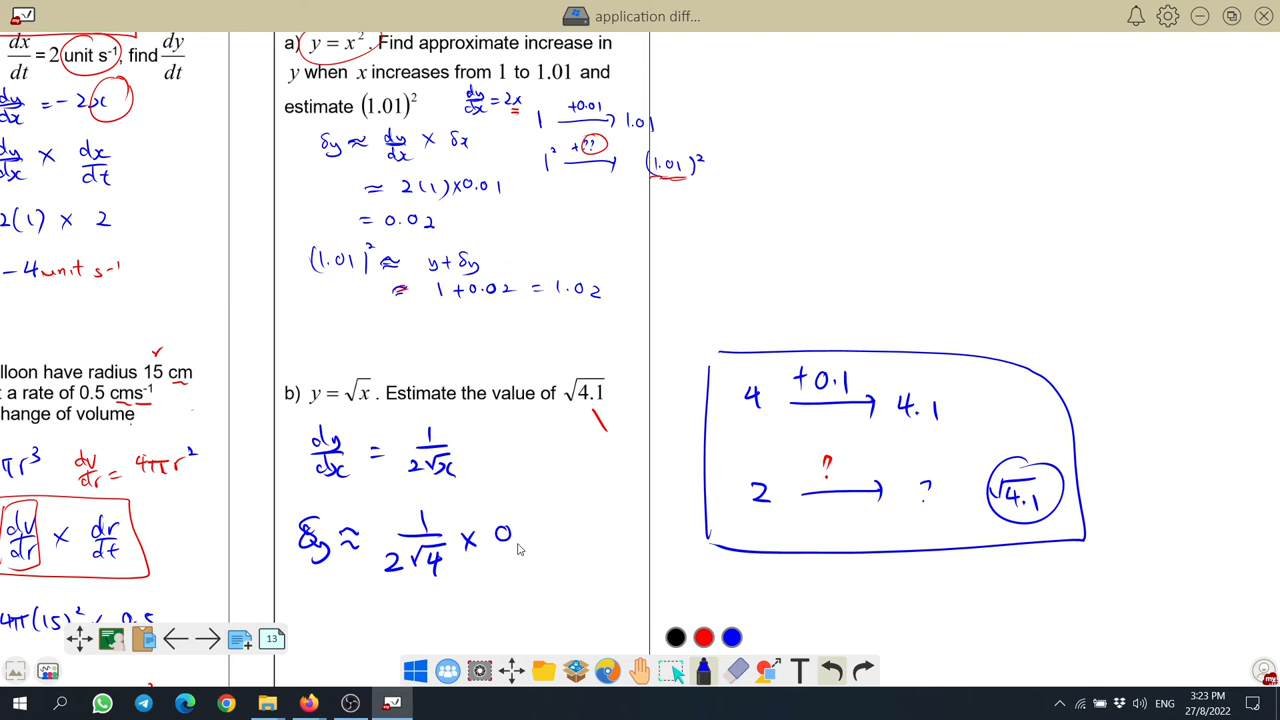 application diff...
dx/dt = 2 unit s⁻¹, find dy/dt
dy/dx = -2x
dy/dx × dx/dt
2(1) × 2
-4 unit s⁻¹
r
lloon have radius 15 cm
t a rate of 0.5 cms⁻¹
hange of volume
πr³ dv/dr = 4πr²
dv/dr × dr/dt
4π(15)² × 0.5
a) y = x². Find approximate increase in
y when x increases from 1 to 1.01 and
estimate (1.01)²
dy/dx = 2x
1 +0.01 → 1.01
1² +?? → (1.01)²
δy ≈ dy/dx × δx
≈ 2(1) × 0.01
= 0.02
(1.01)² ≈ y + δy
= 1 + 0.02 = 1.02
b) y = √x. Estimate the value of √4.1
dy/dx = 1/2√x
δy ≈ 1/2√4 × 0
4 +0.1 → 4.1
2 ? → ? √4.1
13
T
ENG
3:23 PM
27/8/2022